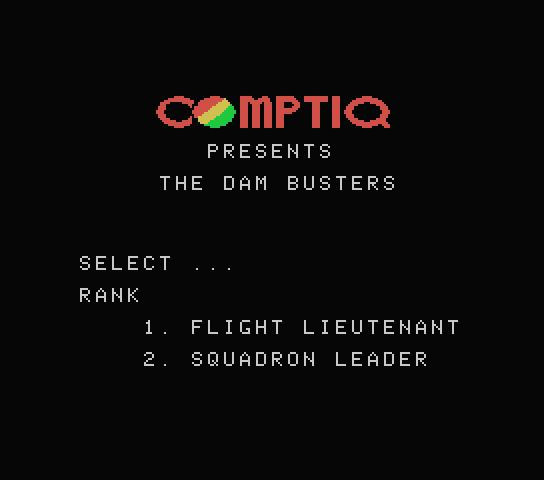 COMPTIQ
PRESENTS
THE DAM BUSTERS
SELECT ...
RANK
1. FLIGHT LIEUTENANT
2. SQUADRON LEADER